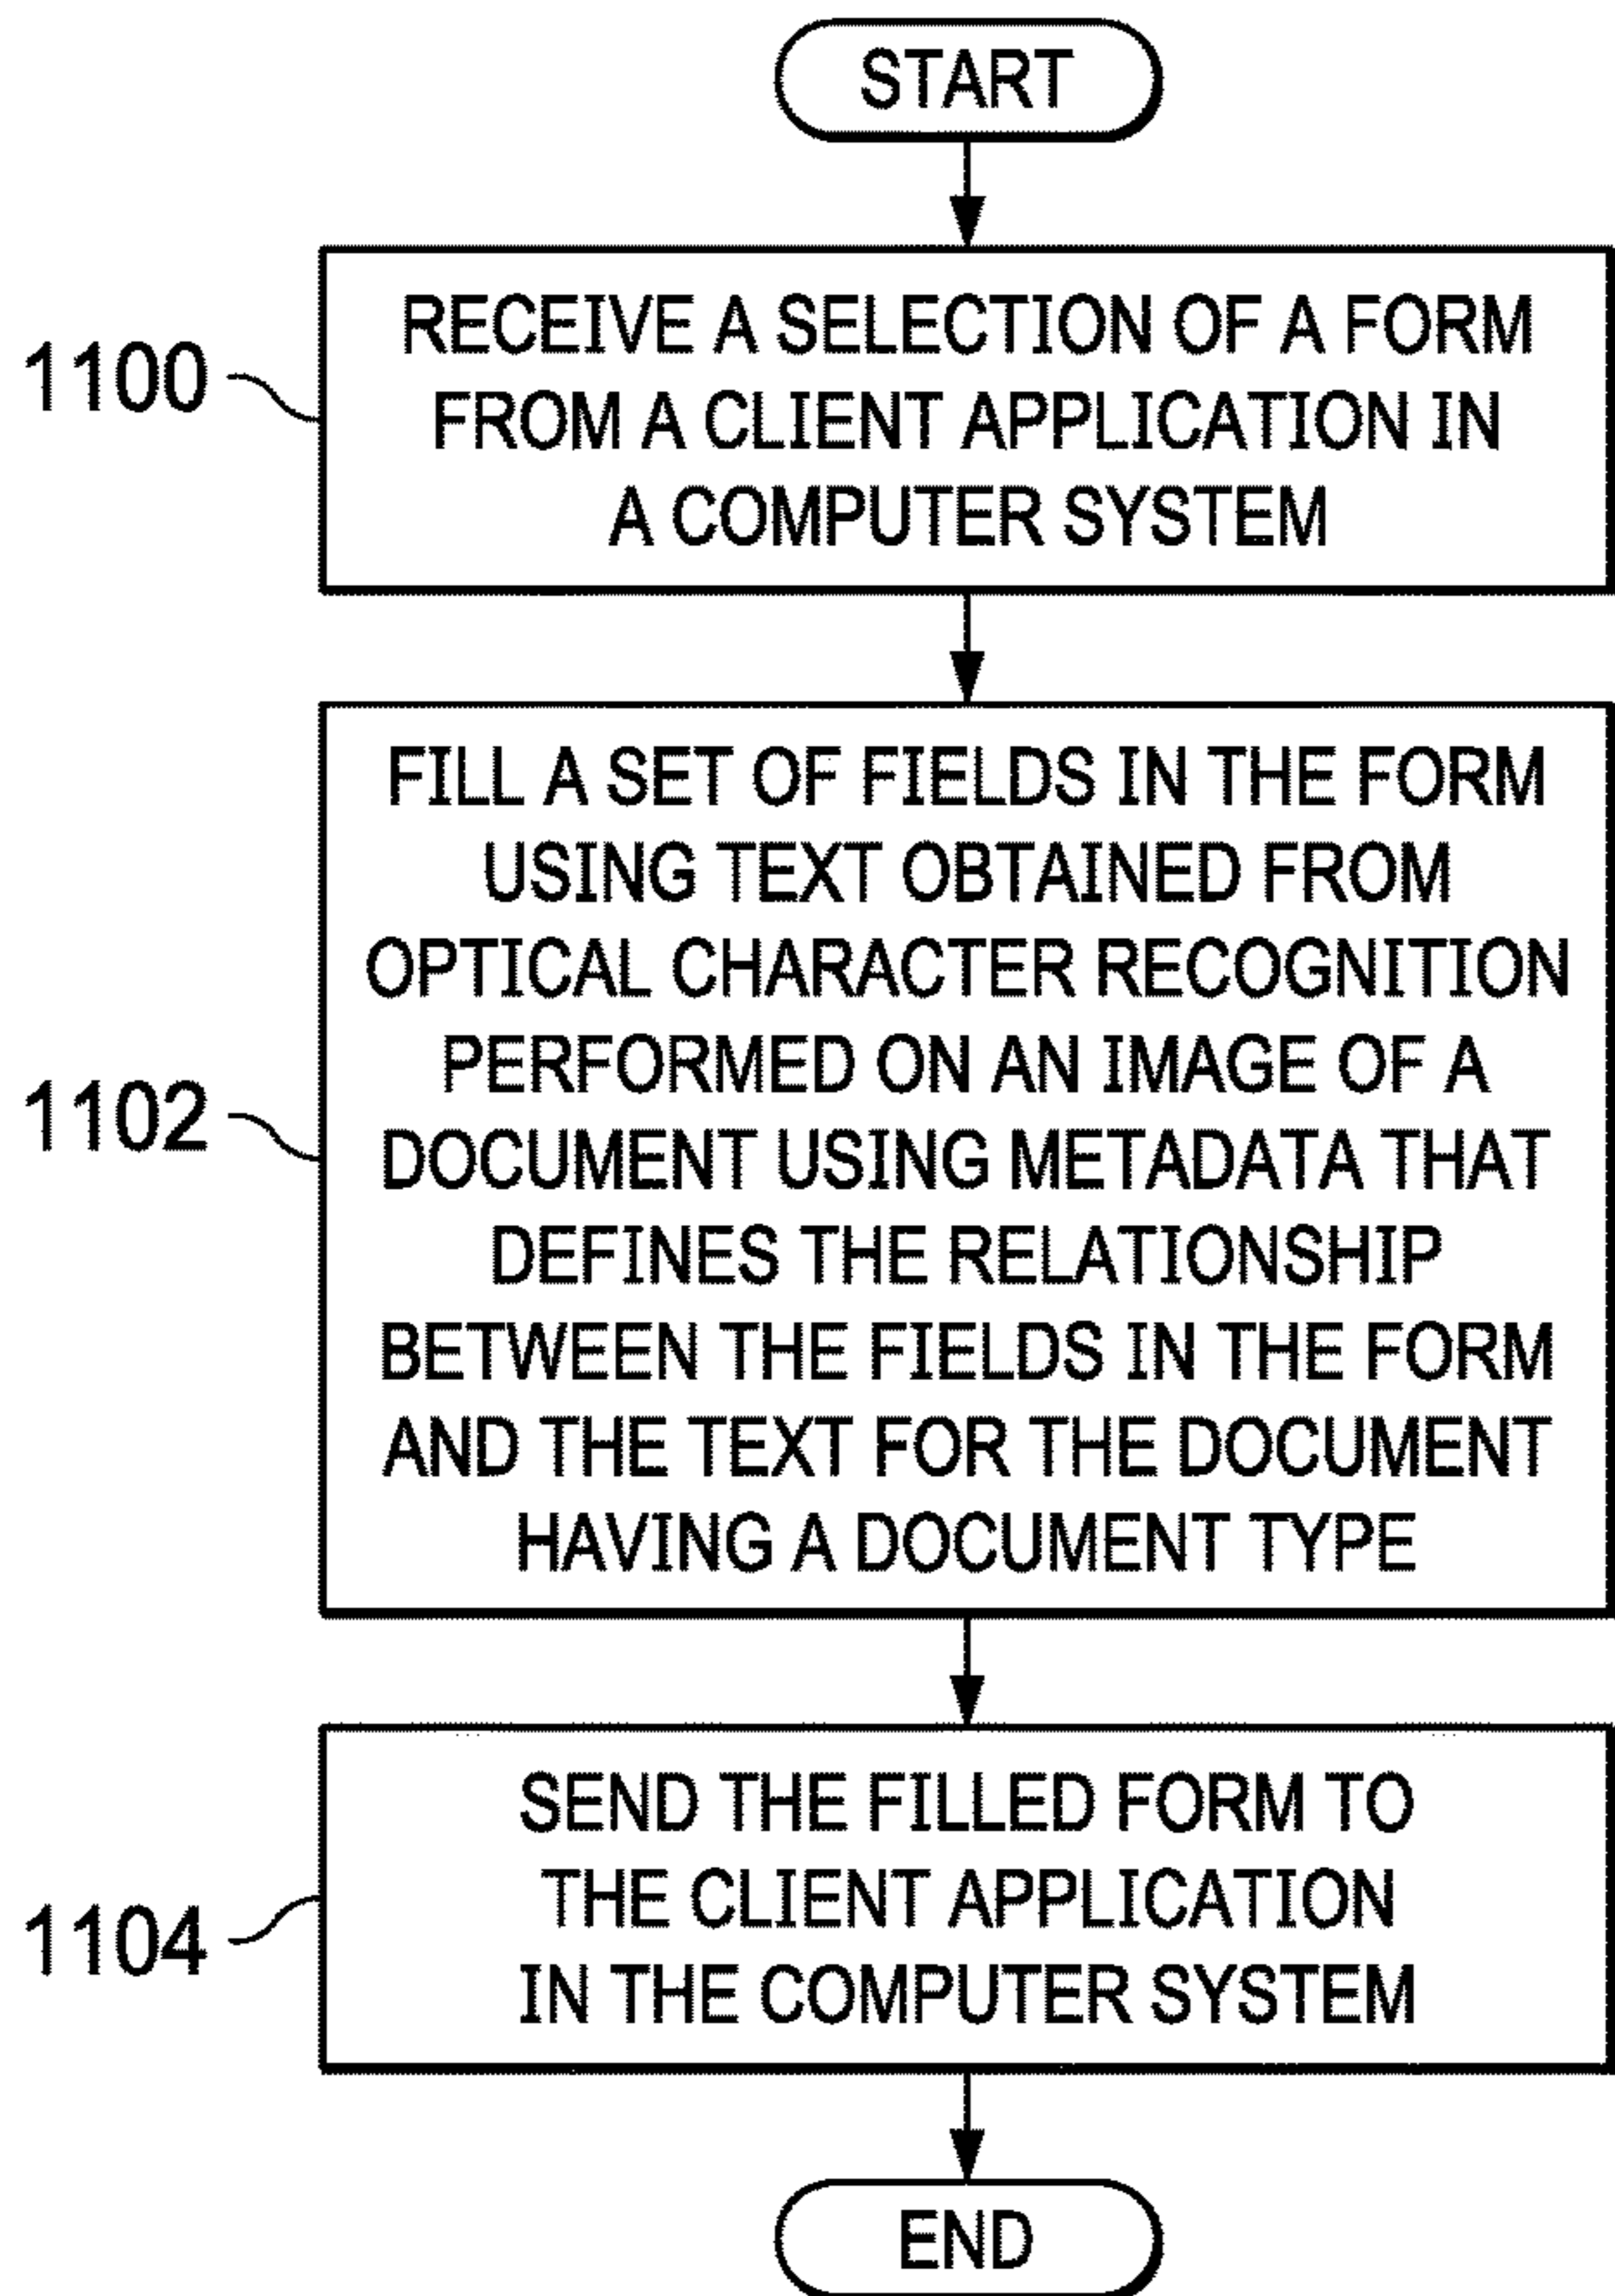 START
1100
RECEIVE A SELECTION OF A FORM
FROM A CLIENT APPLICATION IN
A COMPUTER SYSTEM
1102
FILL A SET OF FIELDS IN THE FORM
USING TEXT OBTAINED FROM
OPTICAL CHARACTER RECOGNITION
PERFORMED ON AN IMAGE OF A
DOCUMENT USING METADATA THAT
DEFINES THE RELATIONSHIP
BETWEEN THE FIELDS IN THE FORM
AND THE TEXT FOR THE DOCUMENT
HAVING A DOCUMENT TYPE
1104
SEND THE FILLED FORM TO
THE CLIENT APPLICATION
IN THE COMPUTER SYSTEM
END